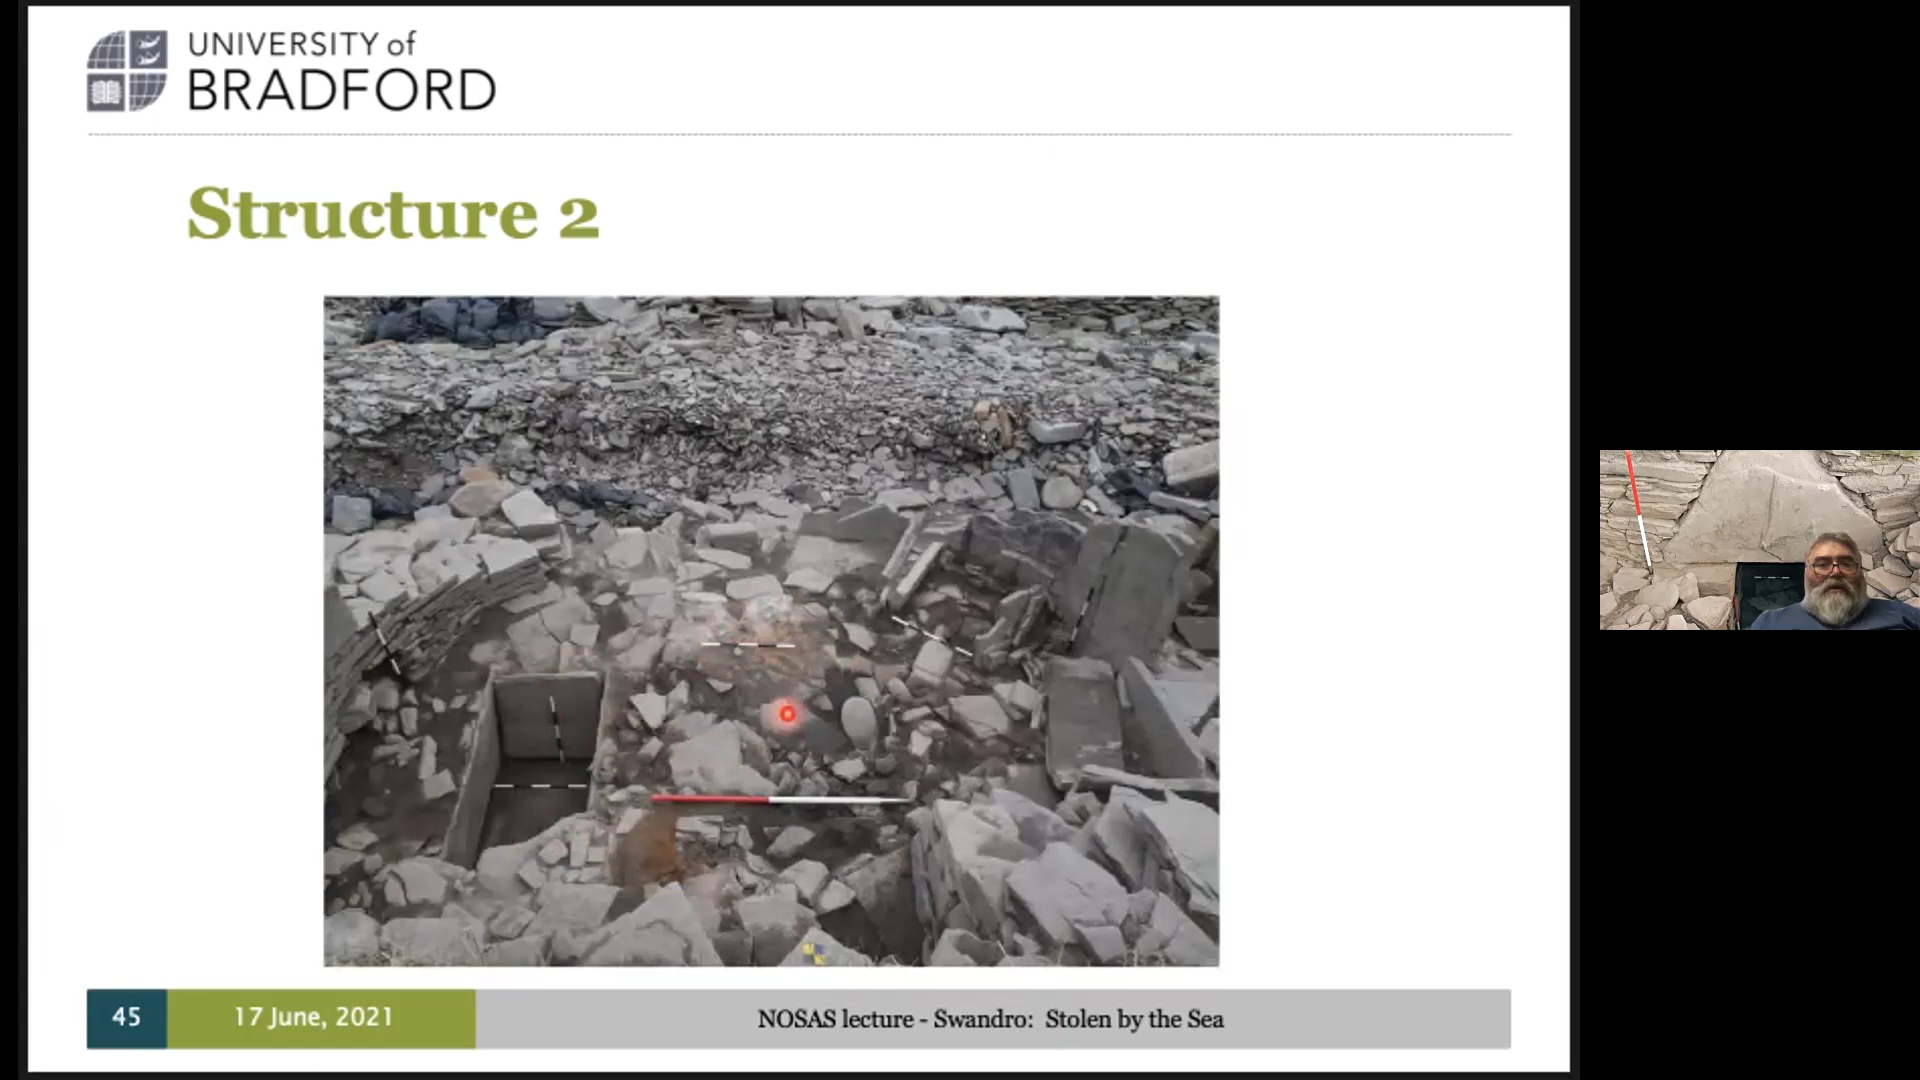 UNIVERSITY of
BRADFORD
Structure 2
45
17 June, 2021
NOSAS lecture - Swandro: Stolen by the Sea